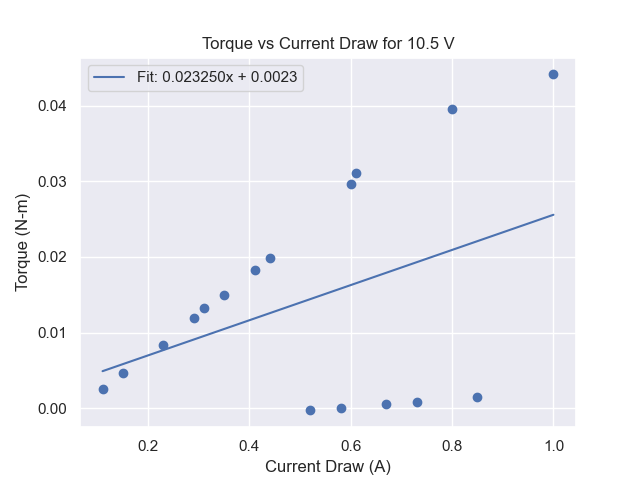 Torque vs Current Draw for 10.5 V
Fit: 0.023250x + 0.0023
0.04
0.03
0.02
0.01
0.00
Torque (N-m)
0.2 0.4 0.6 0.8 1.0
Current Draw (A)